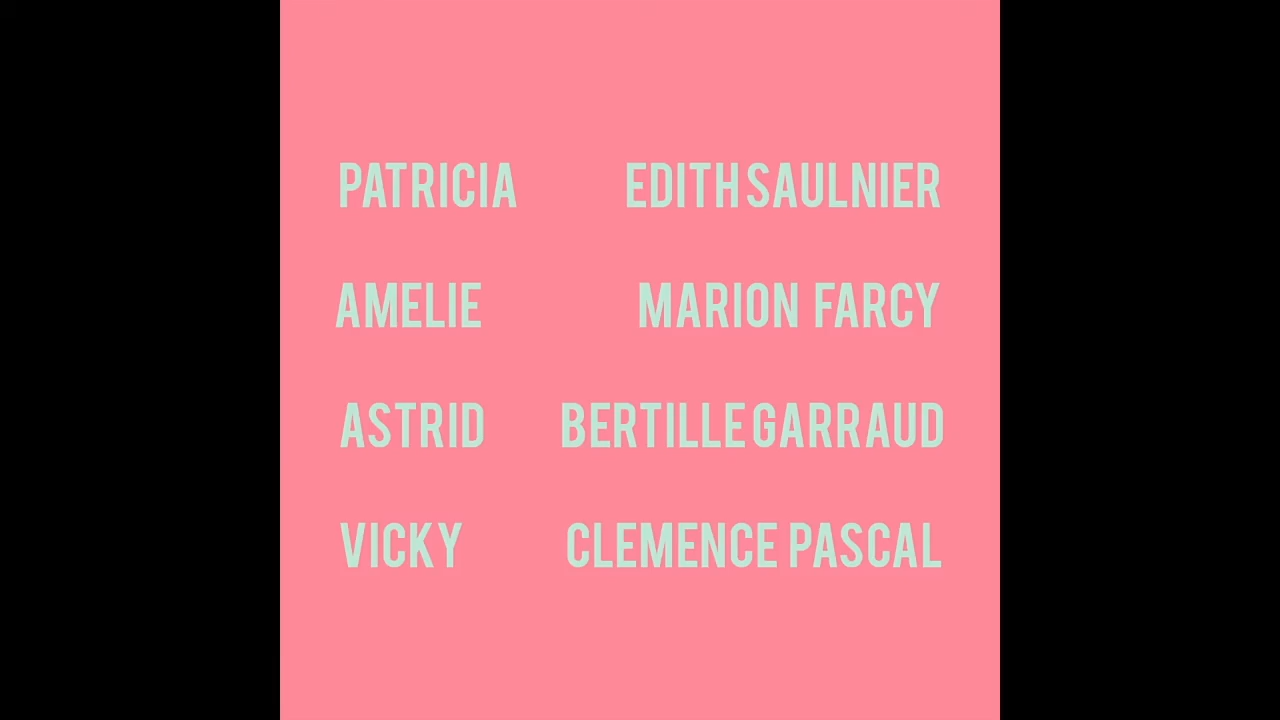 PATRICIA EDITH SAULNIER
AMELIE MARION FARCY
ASTRID BERTILLE GARRAUD
VICKY CLEMENCE PASCAL